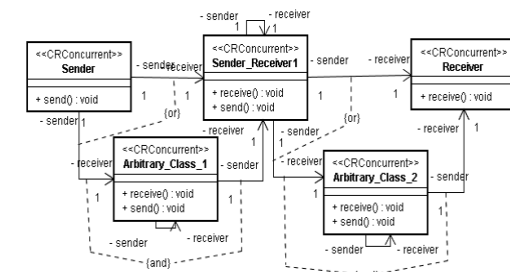 - sender
- receiver
1
1
<<CRConcurrent>>
Sender
+ send() : void
- sender
- receiver
1
1
<<CRConcurrent>>
Sender_Receiver1
+ receive() : void
+ send() : void
- sender
- receiver
1
1
<<CRConcurrent>>
Receiver
+ receive() : void
- sender
1
{or}
- receiver
1
<<CRConcurrent>>
Arbitrary_Class_1
+ receive() : void
+ send() : void
- sender
1
- receiver
1
- sender
1
{or}
- receiver
1
<<CRConcurrent>>
Arbitrary_Class_2
+ receive() : void
+ send() : void
- sender
1
- receiver
1
- sender
- receiver
{and}
- sender
- receiver